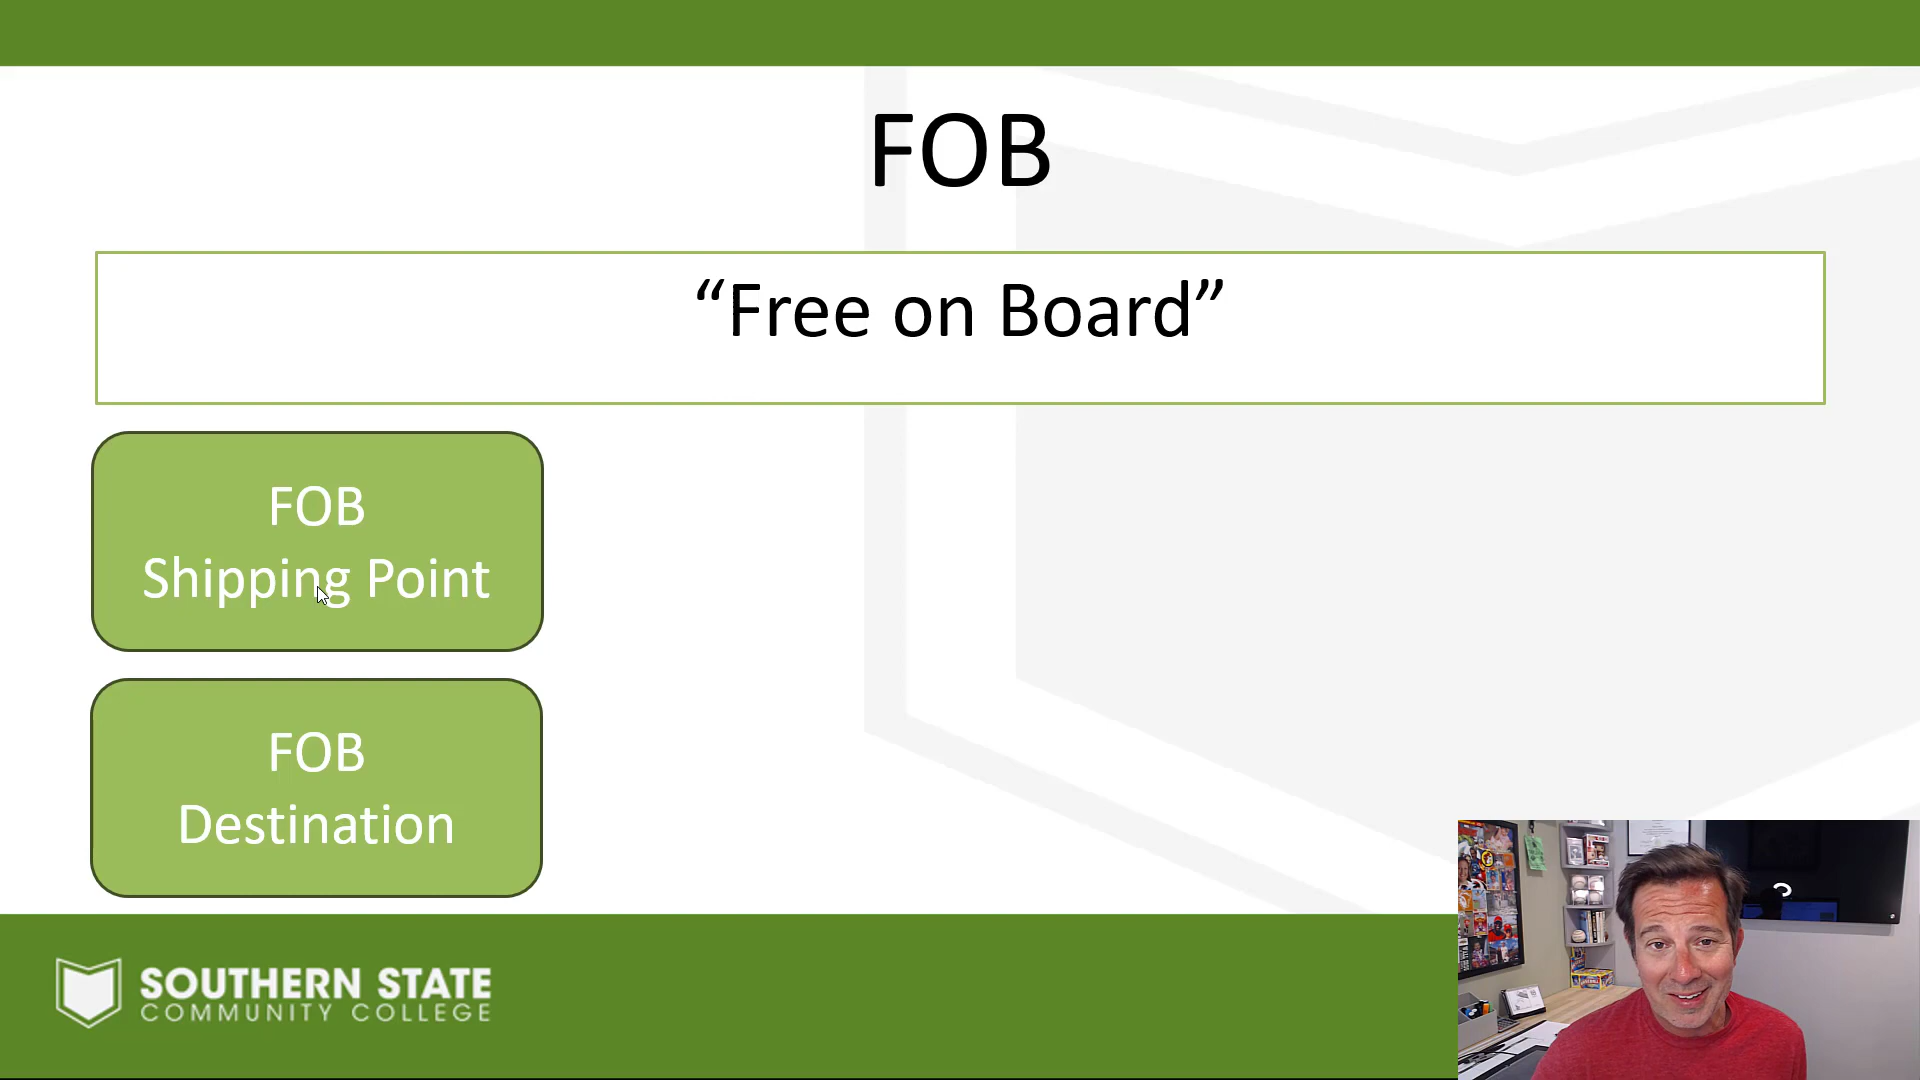 FOB
“Free on Board”
FOB
Shipping Point
FOB
Destination
SOUTHERN STATE
COMMUNITY COLLEGE